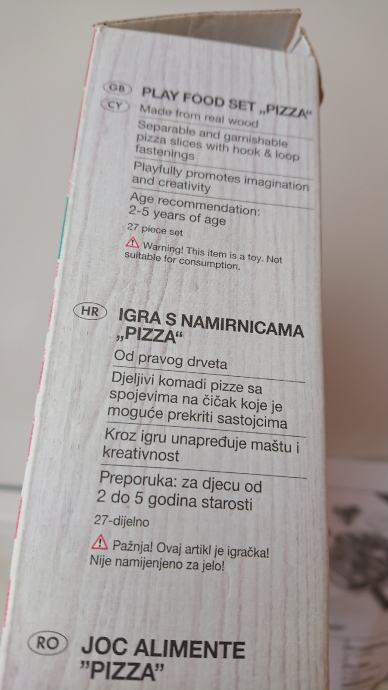 GB PLAY FOOD SET „PIZZA“
CY Made from real wood
Separable and garnishable
pizza slices with hook & loop
fastenings
Playfully promotes imagination
and creativity
Age recommendation:
2-5 years of age
27 piece set
Warning! This item is a toy. Not
suitable for consumption.
HR IGRA S NAMIRNICAMA
„PIZZA“
Od pravog drveta
Djeljivi komadi pizze sa
spojevima na čičak koje je
moguće prekriti sastojcima
Kroz igru unapređuje maštu i
kreativnost
Preporuka: za djecu od
2 do 5 godina starosti
27-dijelno
Pažnja! Ovaj artikl je igračka!
Nije namijenjeno za jelo!
RO JOC ALIMENTE
"PIZZA"